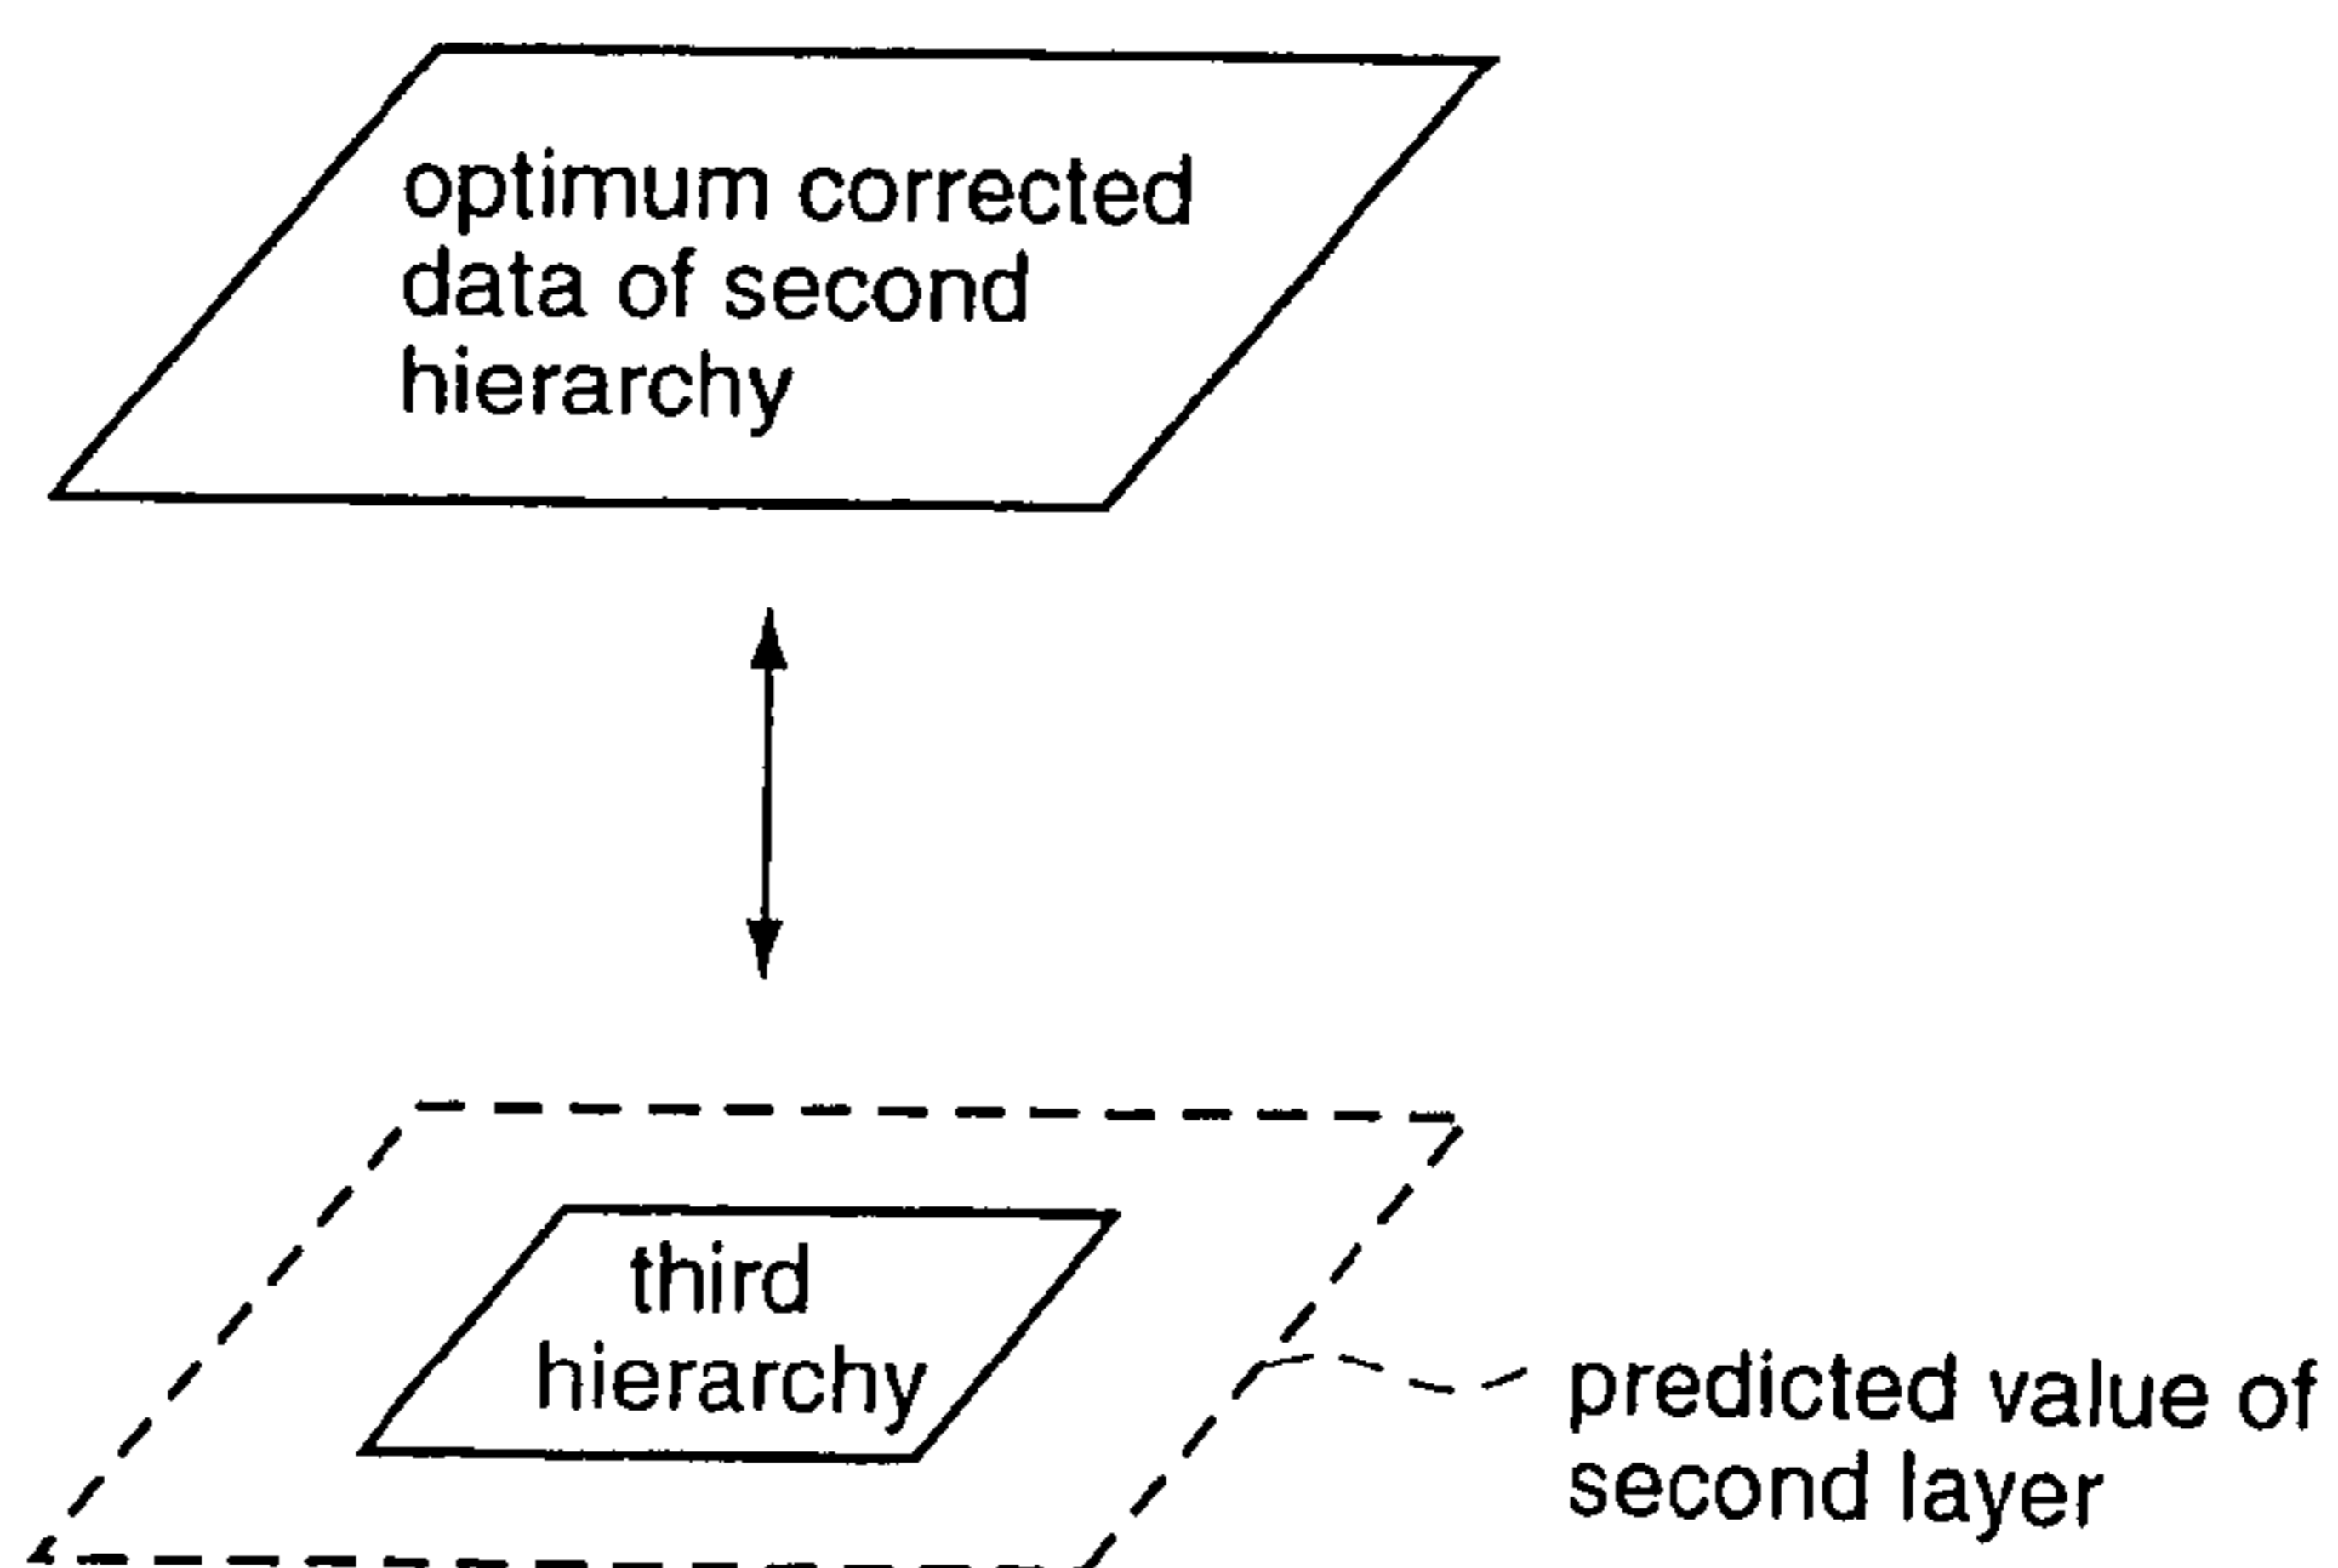 optimum corrected
data of second
hierarchy
third
hierarchy
predicted value of
second layer